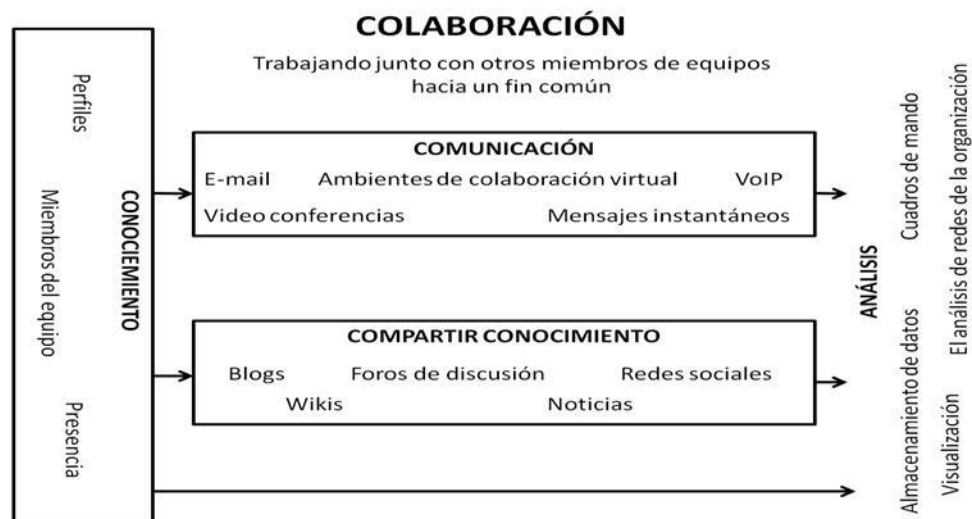 COLABORACIÓN
Trabajando junto con otros miembros de equipos
hacia un fin común
Perfiles
Miembros del equipo
Presencia
CONOCIEMIENTO
COMUNICACIÓN
E-mail Ambientes de colaboración virtual VoIP
Video conferencias Mensajes instantáneos
COMPARTIR CONOCIMIENTO
Blogs Foros de discusión Redes sociales
Wikis Noticias
ANÁLISIS
Cuadros de mando
Almacenamiento de datos
El análisis de redes de la organización
Visualización